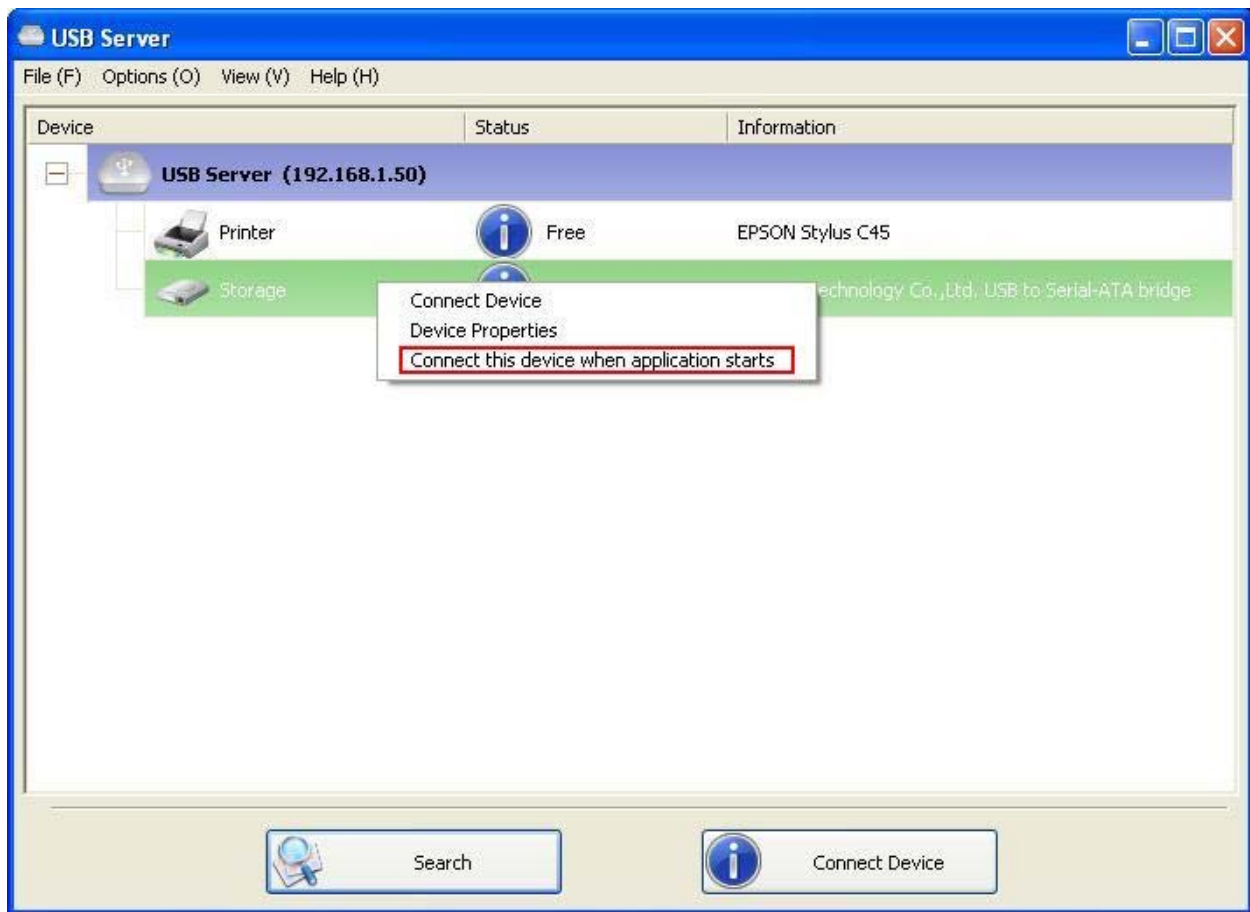 USB Server
File (F) Options (O) View (V) Help (H)
Device Status Information
USB Server (192.168.1.50)
Printer Free EPSON Stylus C45
Storage Co.,Ltd. USB to Serial-ATA bridge
Connect Device
Device Properties
Connect this device when application starts
Search Connect Device